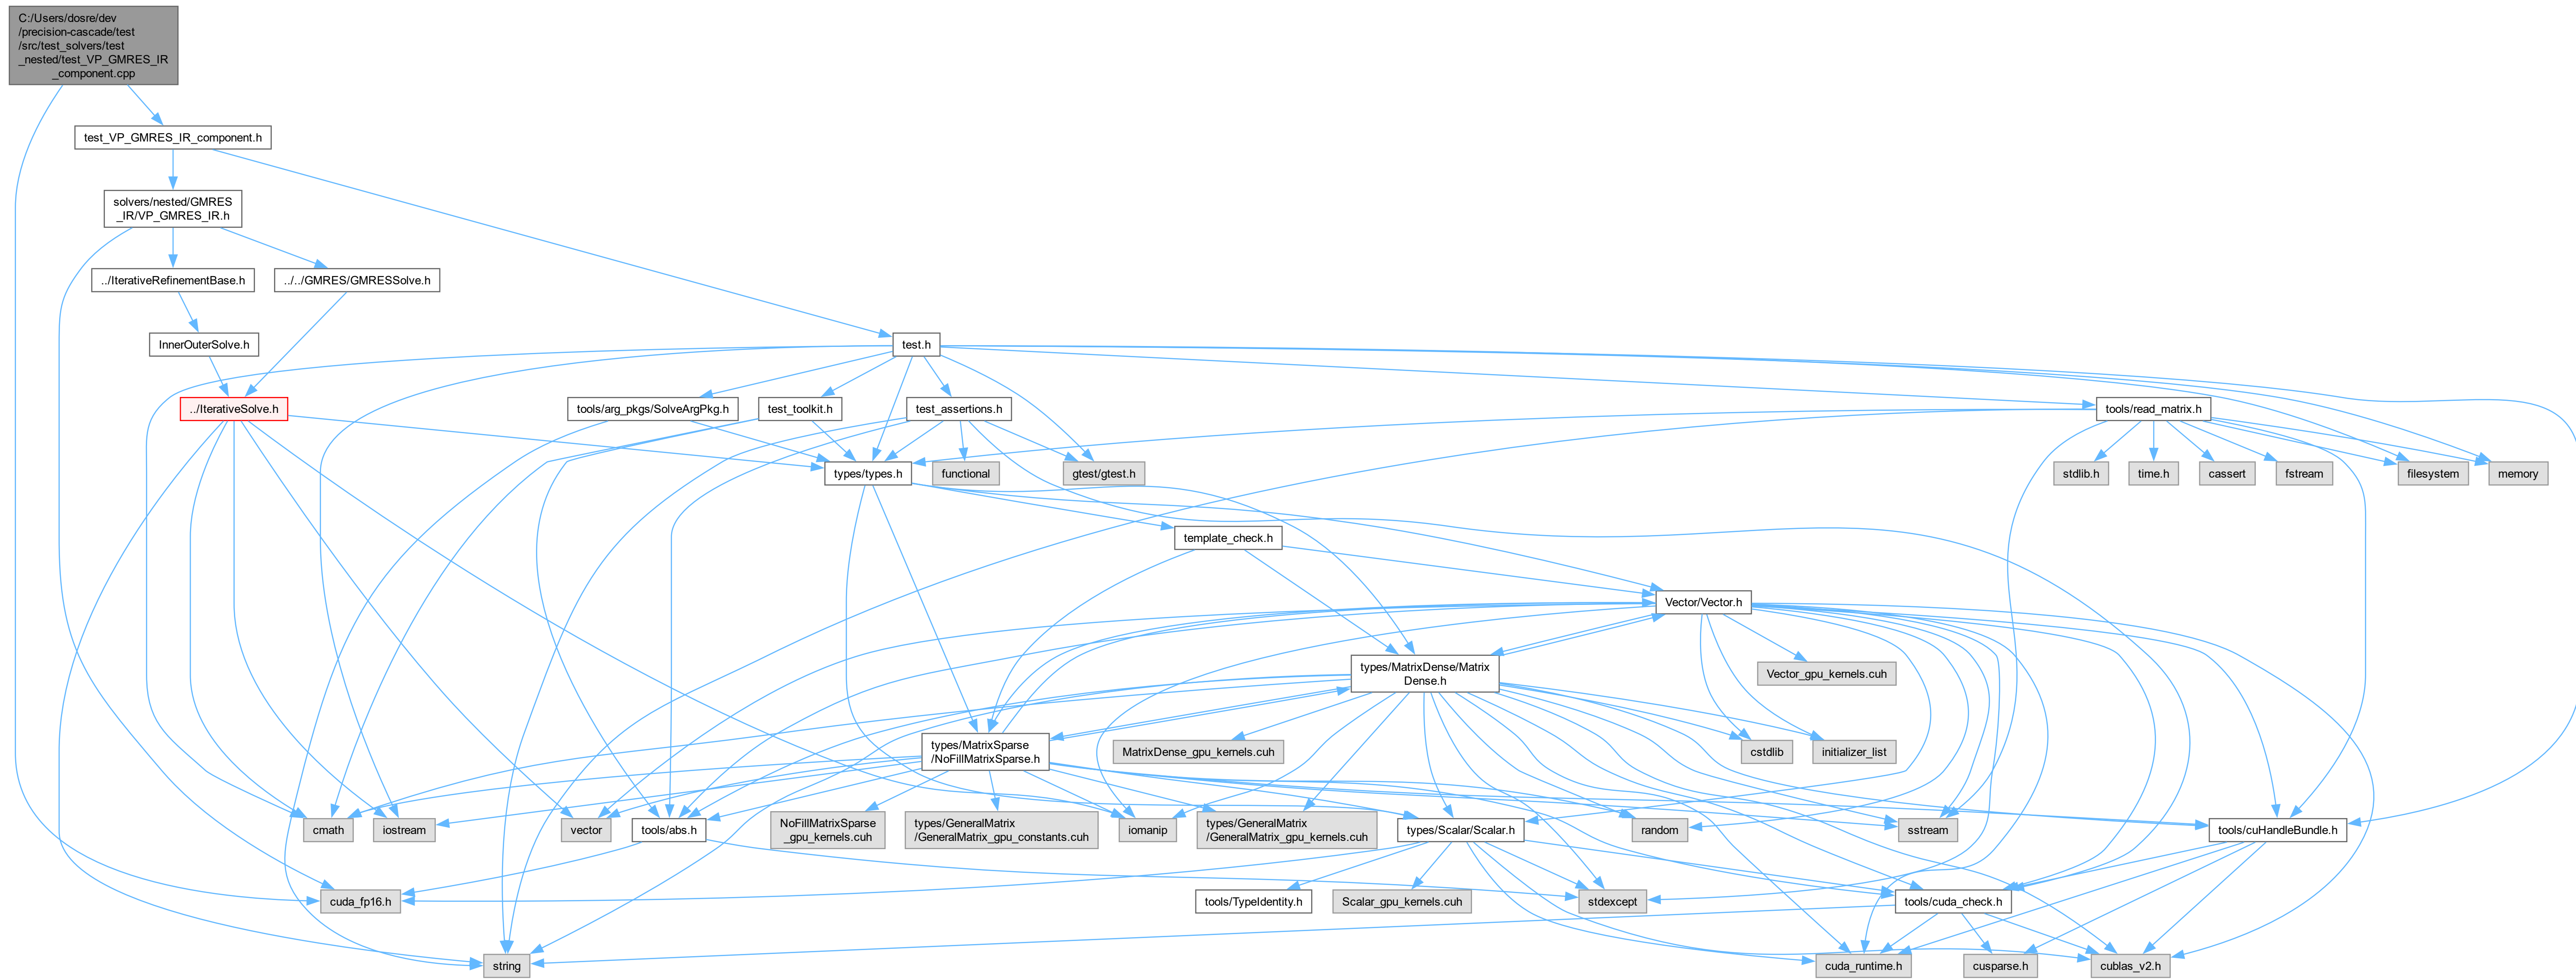 C:/Users/dosre/dev
/precision-cascade/test
/src/test_solvers/test
_nested/test_VP_GMRES_IR
_component.cpp
test_VP_GMRES_IR_component.h
solvers/nested/GMRES
_IR/VP_GMRES_IR.h
../IterativeRefinementBase.h
../../GMRES/GMRESSolve.h
InnerOuterSolve.h
test.h
../IterativeSolve.h
tools/arg_pkgs/SolveArgPkg.h
test_toolkit.h
test_assertions.h
tools/read_matrix.h
types/types.h
functional
gtest/gtest.h
stdlib.h
time.h
cassert
fstream
filesystem
memory
template_check.h
Vector/Vector.h
types/MatrixDense/Matrix
Dense.h
Vector_gpu_kernels.cuh
types/MatrixSparse
/NoFillMatrixSparse.h
MatrixDense_gpu_kernels.cuh
cstdlib
initializer_list
cmath
iostream
vector
tools/abs.h
NoFillMatrixSparse
_gpu_kernels.cuh
types/GeneralMatrix
/GeneralMatrix_gpu_constants.cuh
iomanip
types/GeneralMatrix
/GeneralMatrix_gpu_kernels.cuh
types/Scalar/Scalar.h
random
sstream
tools/cuHandleBundle.h
cuda_fp16.h
tools/TypeIdentity.h
Scalar_gpu_kernels.cuh
stdexcept
tools/cuda_check.h
string
cuda_runtime.h
cusparse.h
cublas_v2.h